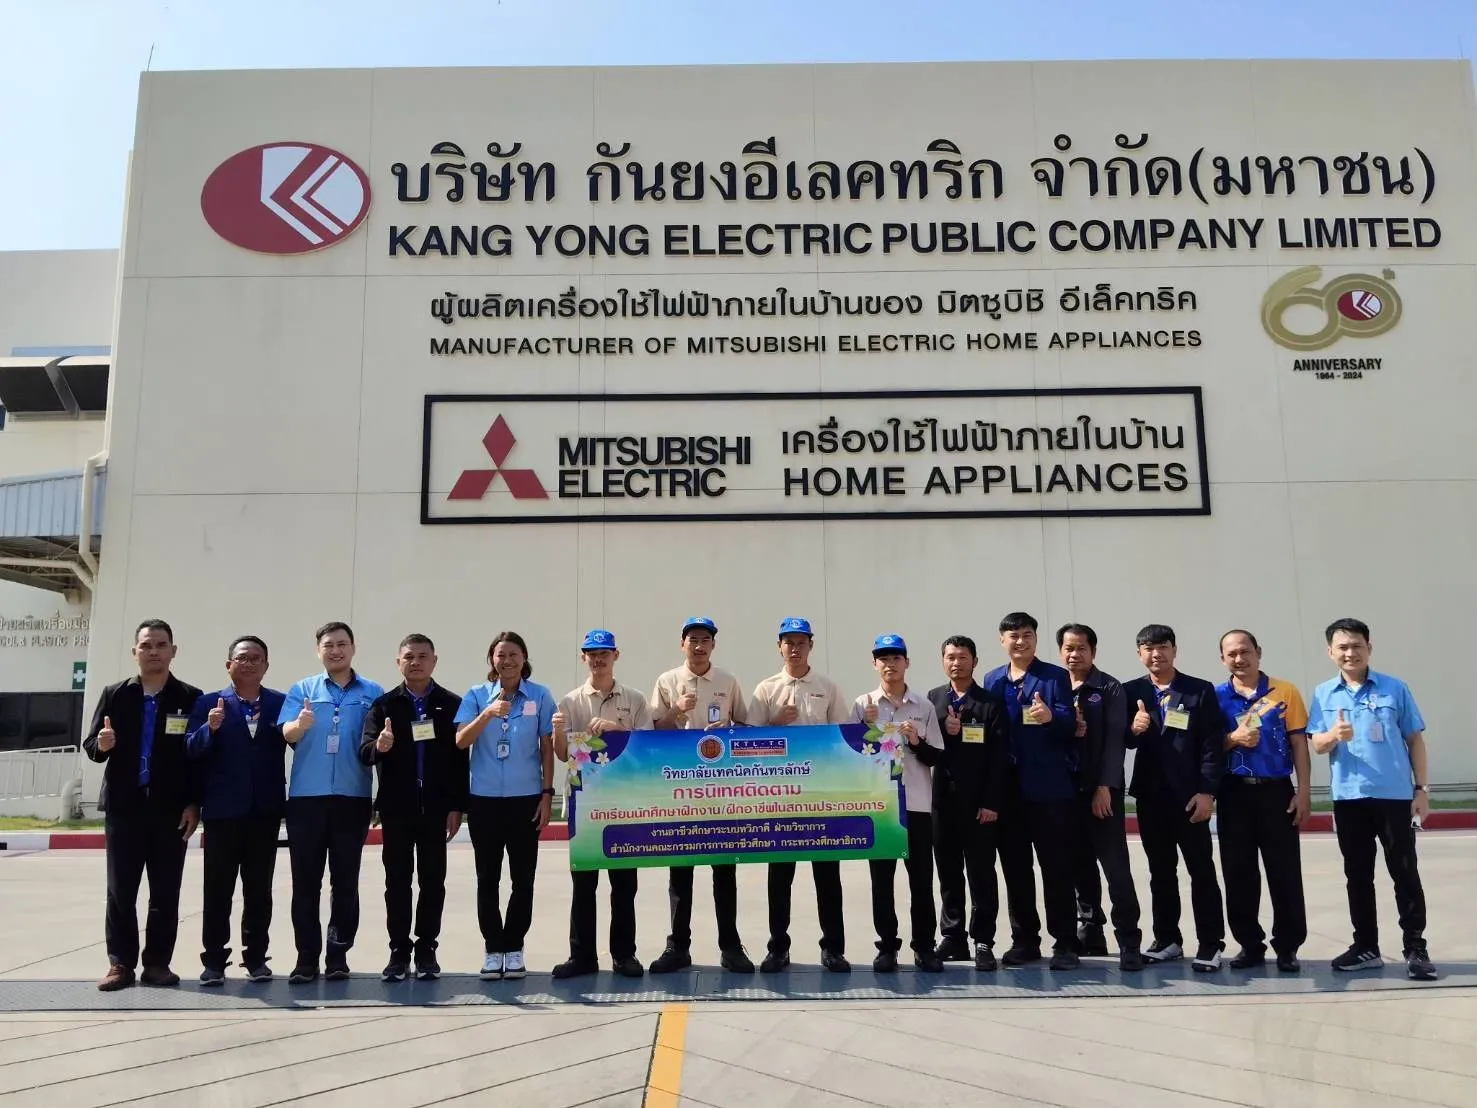 บริษัท กันยงอีเลคทริก จำกัด(มหาชน)
KANG YONG ELECTRIC PUBLIC COMPANY LIMITED
ผู้ผลิตเครื่องใช้ไฟฟ้าภายในบ้านของ มิตซูบิชิ อีเล็คทริค
MANUFACTURER OF MITSUBISHI ELECTRIC HOME APPLIANCES
60th
ANNIVERSARY
1964 - 2024
MITSUBISHI
ELECTRIC
เครื่องใช้ไฟฟ้าภายในบ้าน
HOME APPLIANCES
KTL-TC
วิทยาลัยเทคนิคกันทรลักษ์
การนิเทศติดตาม
นักเรียนนักศึกษาฝึกงาน/ฝึกอาชีพในสถานประกอบการ
งานอาชีวศึกษาระบบทวิภาคี ฝ่ายวิชาการ
สำนักงานคณะกรรมการการอาชีวศึกษา กระทรวงศึกษาธิการ